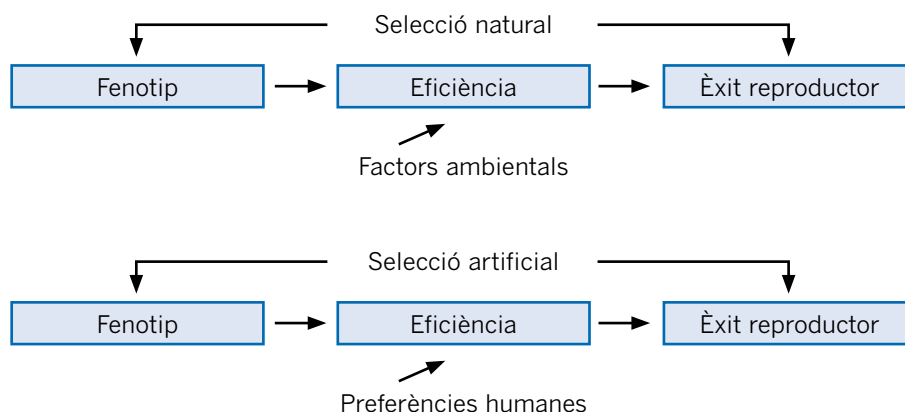 Selecció natural
Fenotip
Eficiència
Èxit reproductor
Factors ambientals
Selecció artificial
Fenotip
Eficiència
Èxit reproductor
Preferències humanes